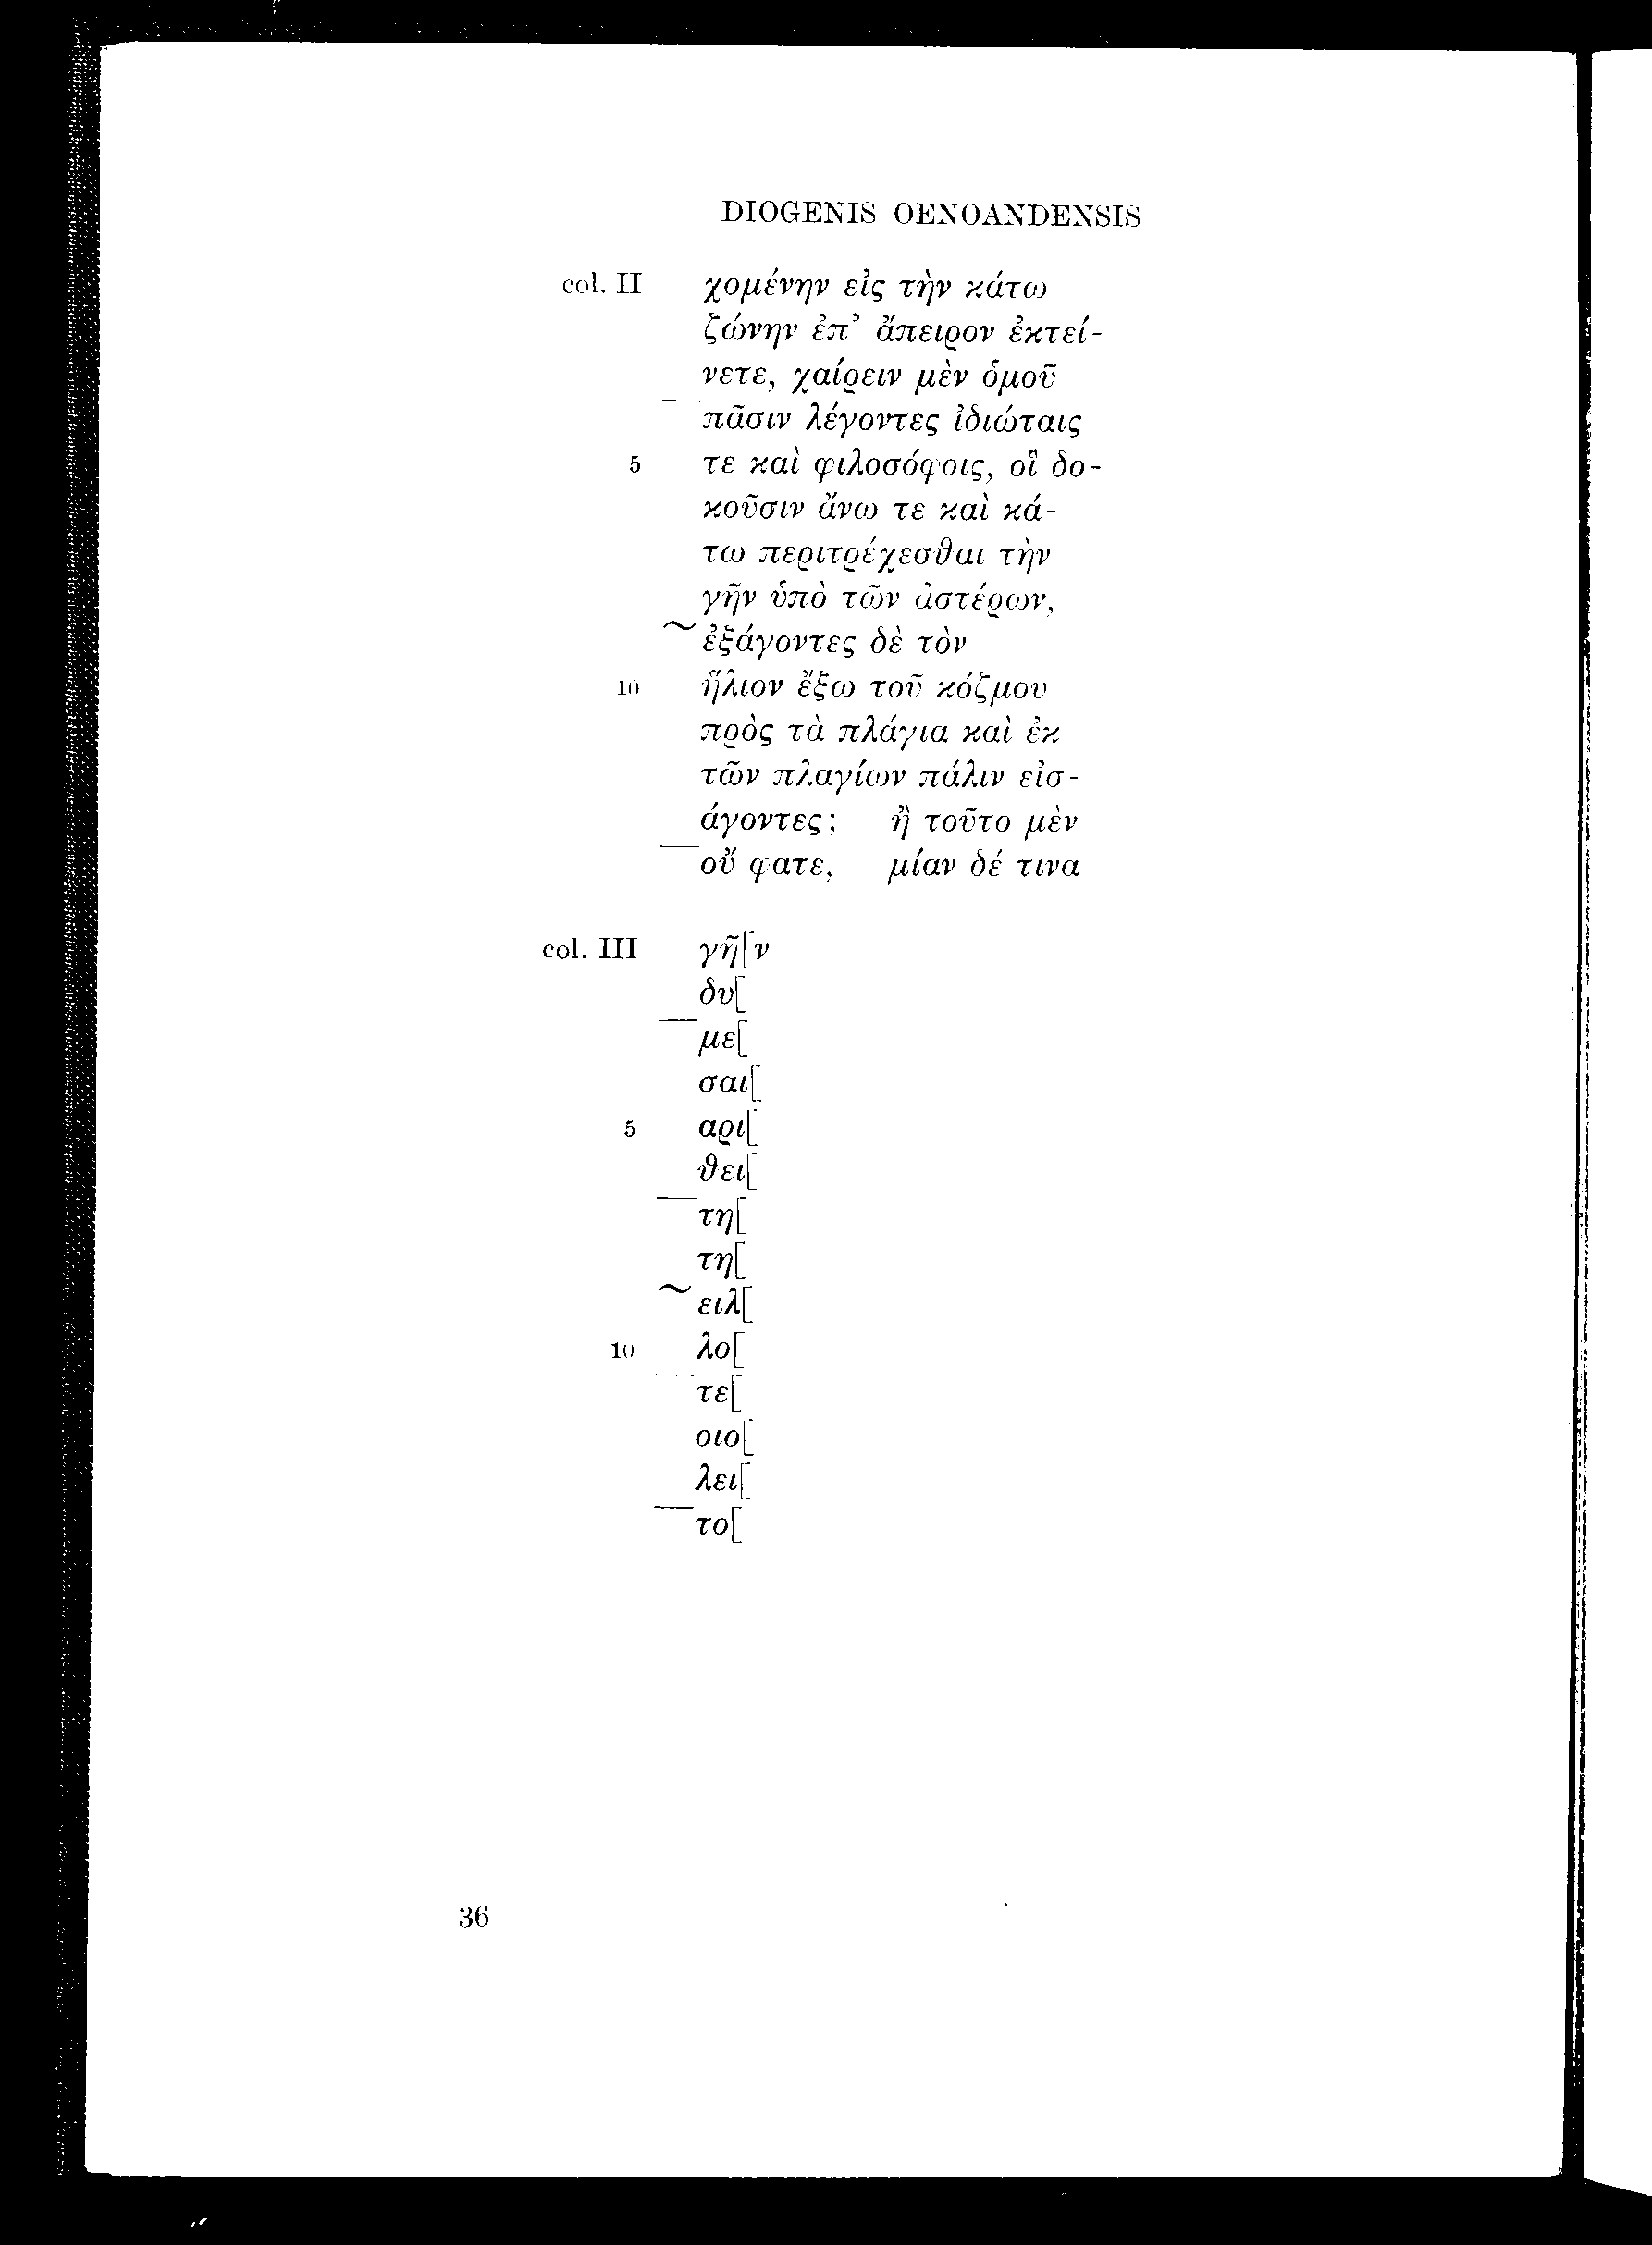 DIOGENIS OENOANDENSIS
col. II χομένην εἰς τὴν κάτω
ζώνην ἐπ’ ἄπειρον ἐκτεί-
νετε, χαίρειν μὲν ὁμοῦ
πᾶσιν λέγοντες ἰδιώταις
5 τε καὶ φιλοσόφοις, οἳ δο-
κοῦσιν ἄνω τε καὶ κά-
τω περιτρέχεσθαι τὴν
γῆν ὑπὸ τῶν ἀστέρων,
~ ἐξάγοντες δὲ τὸν
10 ἥλιον ἔξω τοῦ κόζμου
πρὸς τὰ πλάγια καὶ ἐκ
τῶν πλαγίων πάλιν εἰσ-
άγοντες; ἢ τοῦτο μὲν
οὔ φατε, μίαν δέ τινα
col. III γῆ[ν
δυ[
με[
σαι[
5 αρι[
θει[
τη[
τη[
~ ειλ[
10 λο[
τε[
οιο[
λει[
το[
36